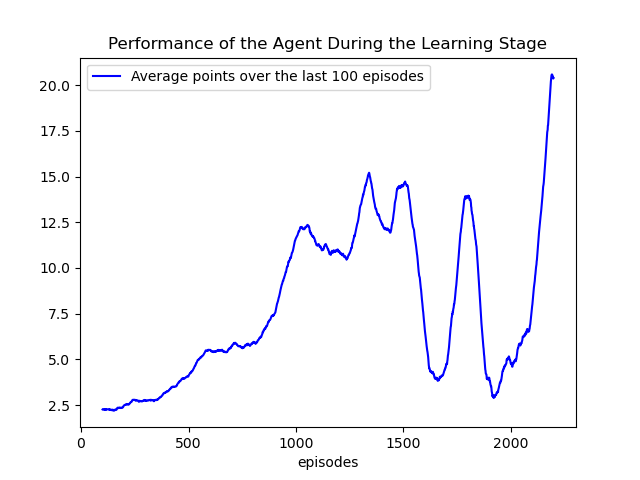 Performance of the Agent During the Learning Stage
Average points over the last 100 episodes
20.0
17.5
15.0
12.5
10.0
7.5
5.0
2.5
0 500 1000 1500 2000
episodes